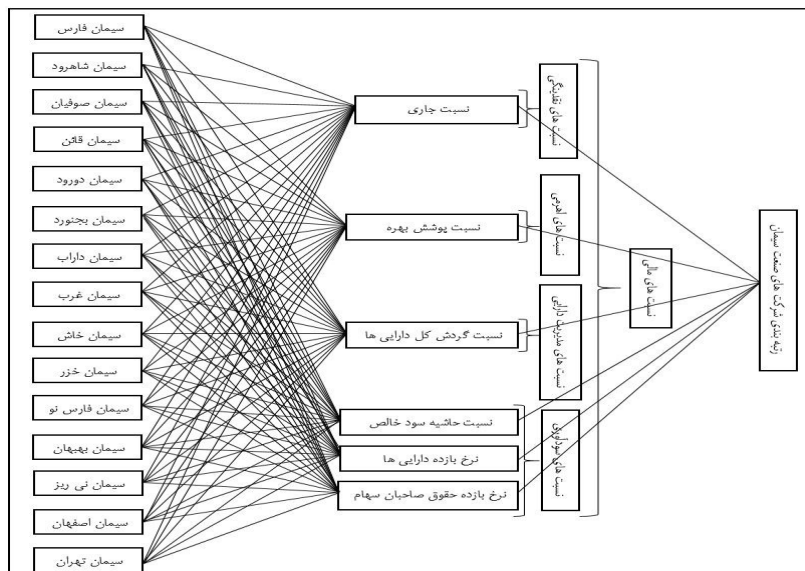 رتبه بندی شرکت های صنعت سیمان
نسبت های مالی
نسبت های نقدینگی
نسبت های اهرمی
نسبت های مدیریت دارایی
نسبت های سودآوری
نسبت جاری
نسبت پوشش بهره
نسبت گردش کل دارایی ها
نسبت حاشیه سود خالص
نرخ بازده دارایی ها
نرخ بازده حقوق صاحبان سهام
سیمان فارس
سیمان شاهرود
سیمان صوفیان
سیمان قائن
سیمان دورود
سیمان بجنورد
سیمان داراب
سیمان غرب
سیمان خاش
سیمان خزر
سیمان فارس نو
سیمان بهبهان
سیمان نی ریز
سیمان اصفهان
سیمان تهران